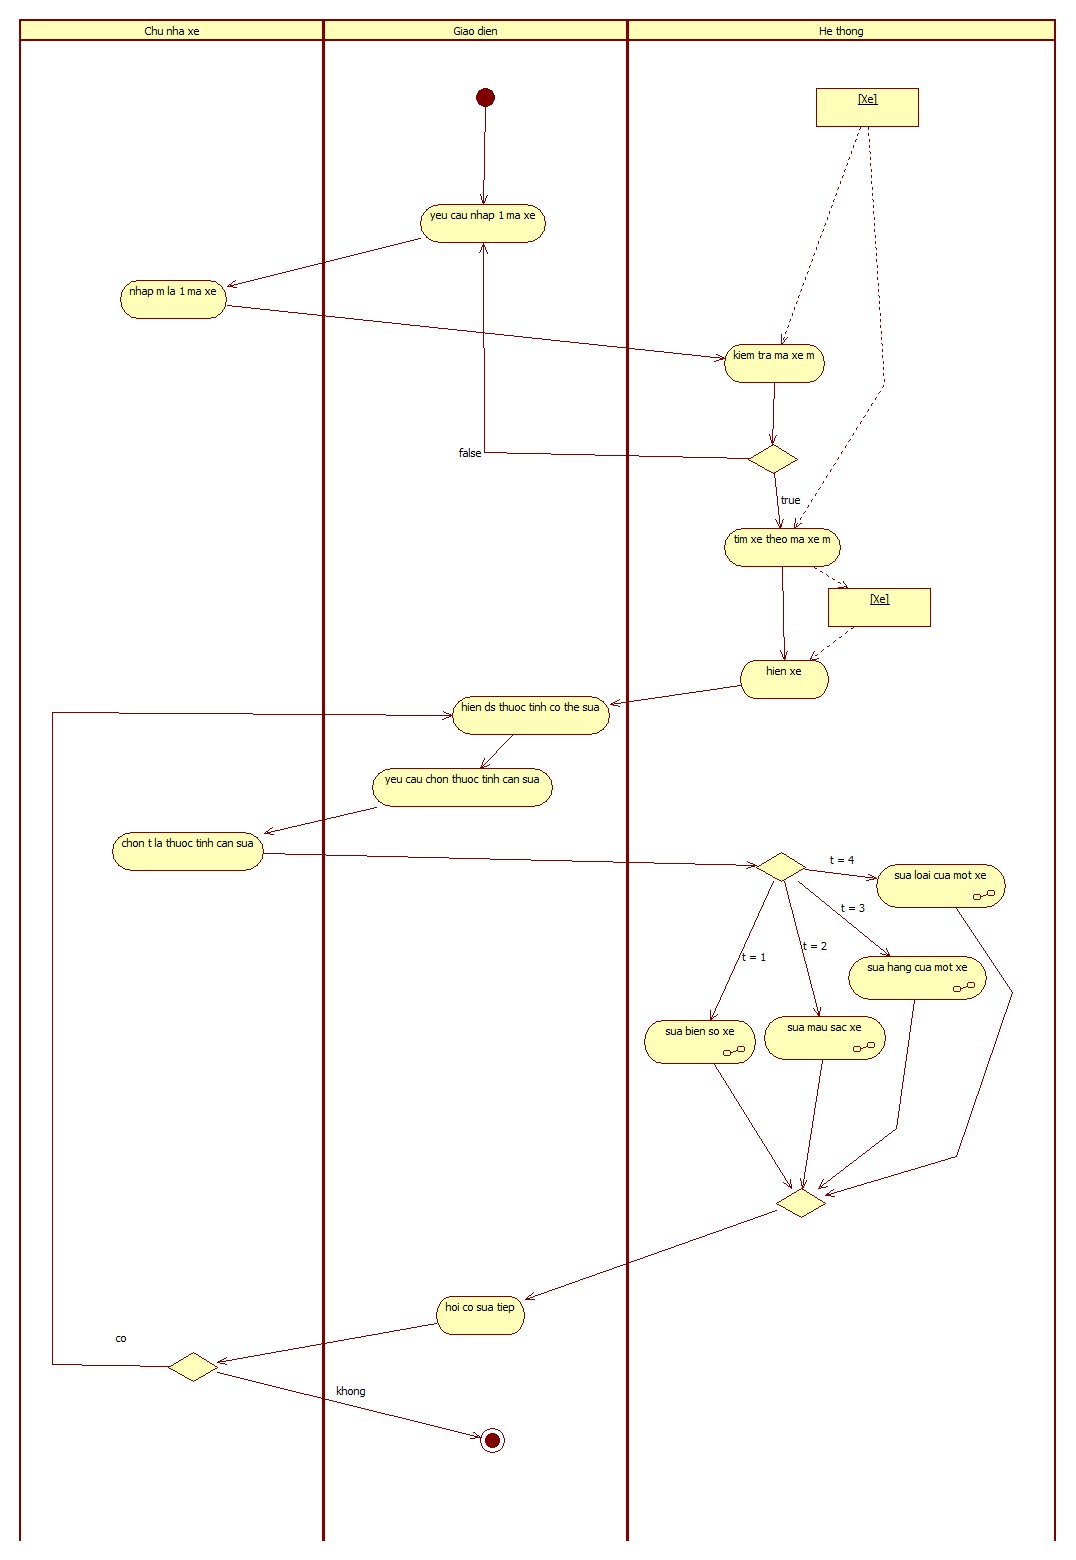 Chu nha xe
Giao dien
He thong
[Xe]
yeu cau nhap 1 ma xe
nhap m la 1 ma xe
kiem tra ma xe m
false
true
tim xe theo ma xe m
[Xe]
hien xe
hien ds thuoc tinh co the sua
yeu cau chon thuoc tinh can sua
chon t la thuoc tinh can sua
t = 4
sua loai cua mot xe
t = 3
t = 2
t = 1
sua hang cua mot xe
sua bien so xe
sua mau sac xe
hoi co sua tiep
co
khong